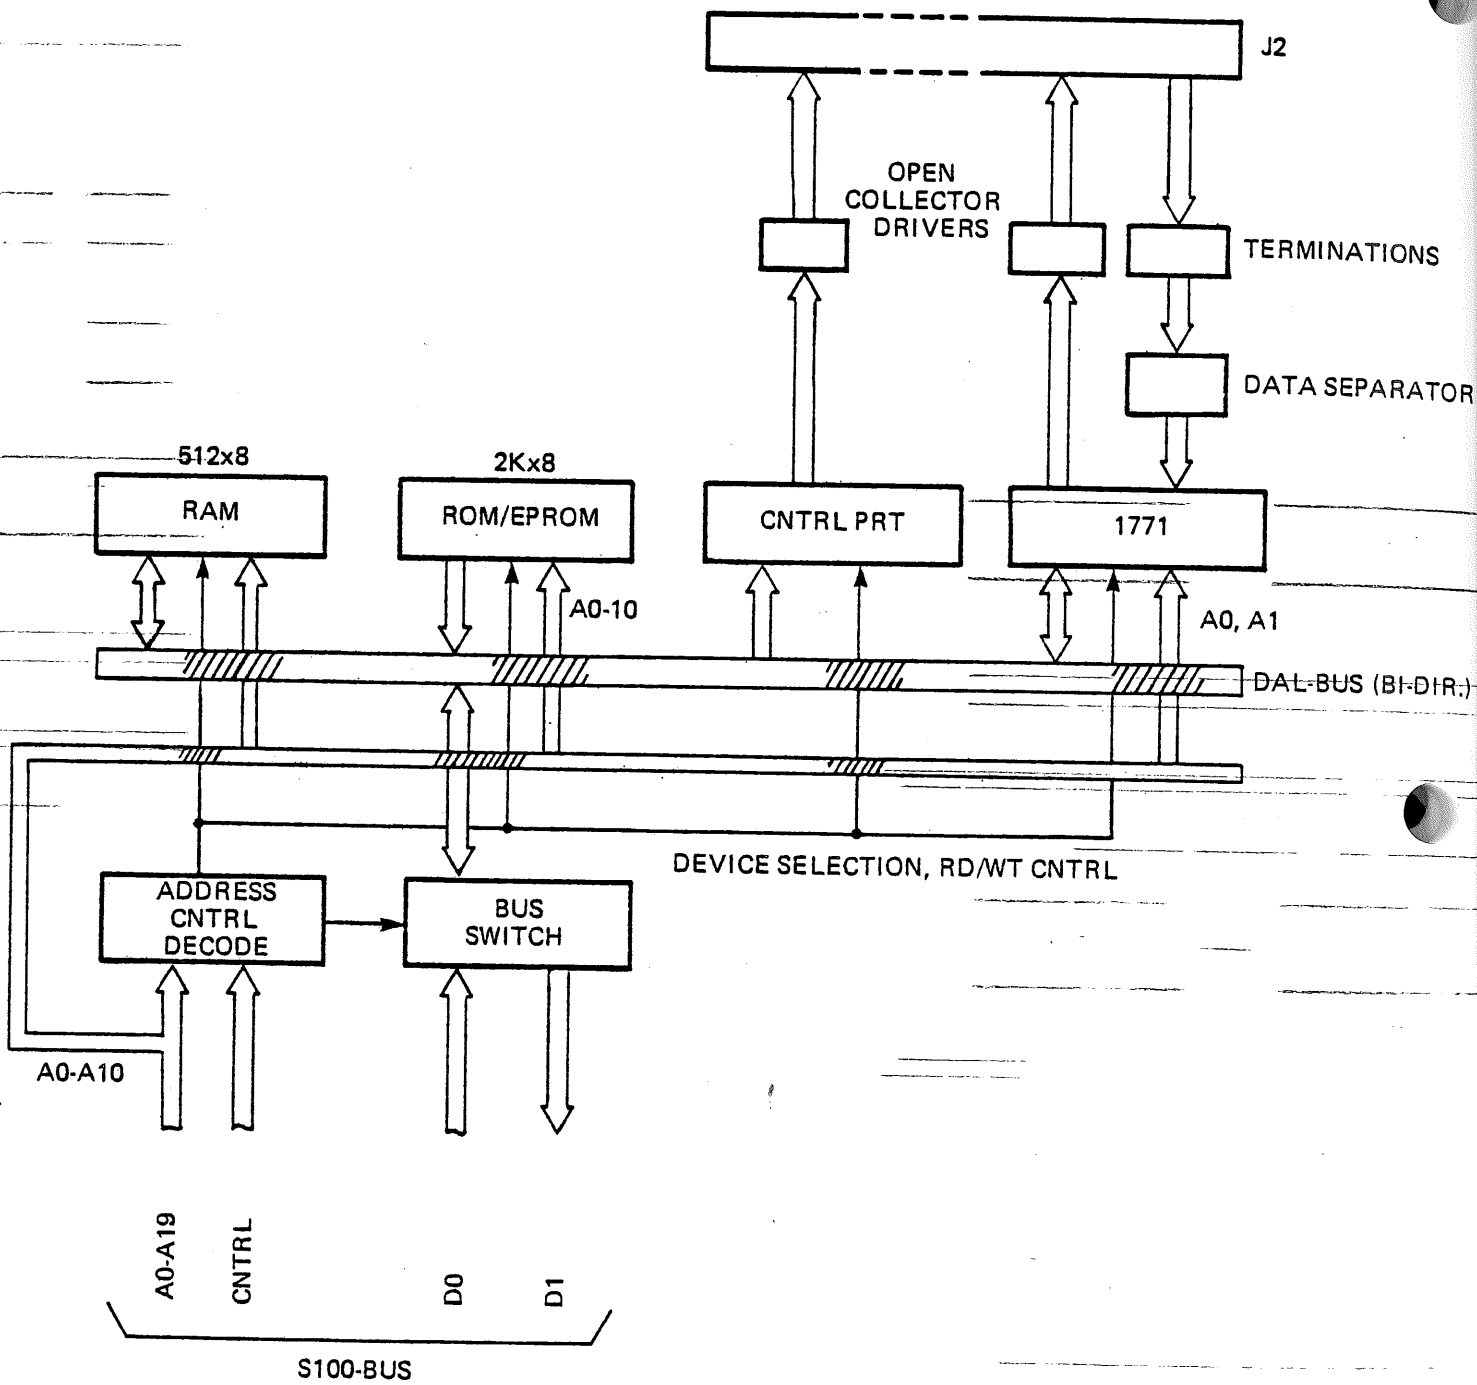 J2
OPEN
COLLECTOR
DRIVERS
TERMINATIONS
DATA SEPARATOR
512x8
RAM
2Kx8
ROM/EPROM
CNTRL PRT
1771
A0-10
A0, A1
DAL-BUS (BI-DIR.)
DEVICE SELECTION, RD/WT CNTRL
ADDRESS
CNTRL
DECODE
BUS
SWITCH
A0-A10
A0-A19
CNTRL
D0
D1
S100-BUS